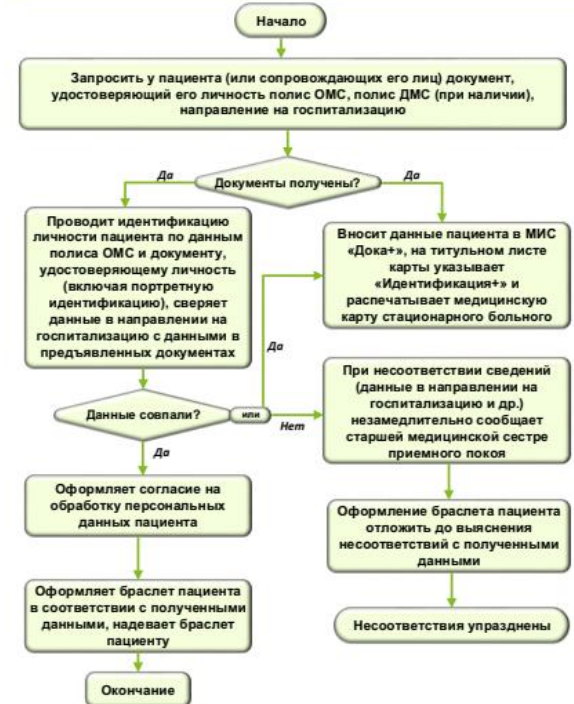 Начало
Запросить у пациента (или сопровождающих его лиц) документ,
удостоверяющий его личность полис ОМС, полис ДМС (при наличии),
направление на госпитализацию
Документы получены?
Да
Да
Проводит идентификацию
личности пациента по данным
полиса ОМС и документу,
удостоверяющему личность
(включая портретную
идентификацию), сверяет
данные в направлении на
госпитализацию с данными в
предъявленных документах
Вносит данные пациента в МИС
«Дока+», на титульном листе
карты указывает
«Идентификация+» и
распечатывает медицинскую
карту стационарного больного
Да
Данные совпали?
или
Нет
При несоответствии сведений
(данные в направлении на
госпитализацию и др.)
незамедлительно сообщает
старшей медицинской сестре
приемного покоя
Да
Оформляет согласие на
обработку персональных
данных пациента
Оформление браслета пациента
отложить до выяснения
несоответствий с полученными
данными
Оформляет браслет пациента
в соответствии с полученными
данными, надевает браслет
пациенту
Несоответствия упразднены
Окончание